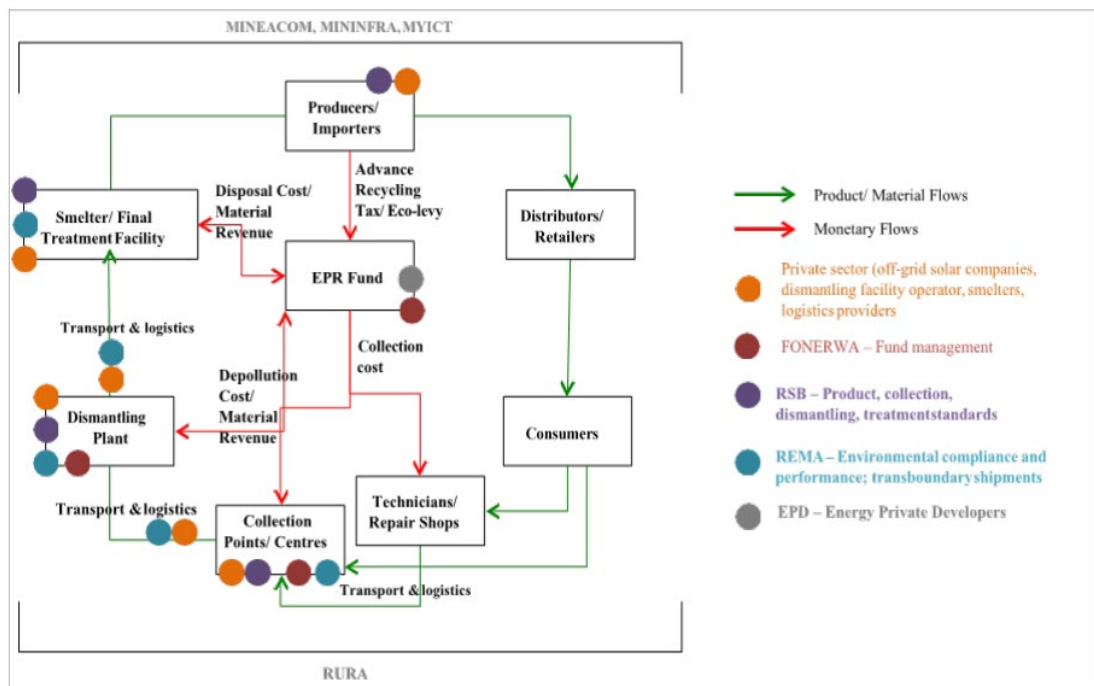 MINEACOM, MININFRA, MYICT
Producers/
Importers
Advance
Recycling
Tax/ Eco-levy
Disposal Cost/
Material
Revenue
Smelter/ Final
Treatment Facility
Distributors/
Retailers
EPR Fund
Transport & logistics
Collection
cost
Depollution
Cost/
Material
Revenue
Dismantling
Plant
Consumers
Transport &logistics
Technicians/
Repair Shops
Collection
Points/ Centres
Transport &logistics
RURA
Product/ Material Flows
Monetary Flows
Private sector (off-grid solar companies,
dismantling facility operator, smelters,
logistics providers
FONERWA – Fund management
RSB – Product, collection,
dismantling, treatmentstandards
REMA – Environmental compliance and
performance; transboundary shipments
EPD – Energy Private Developers